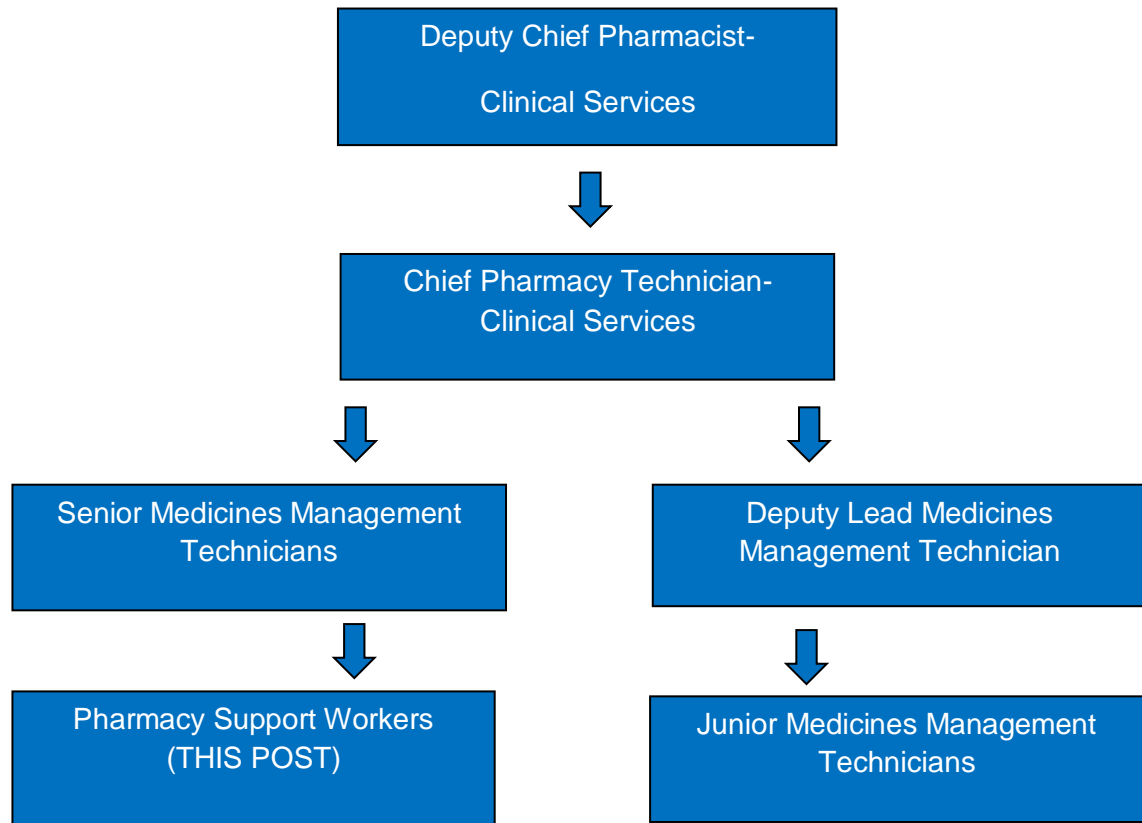 Deputy Chief Pharmacist-
Clinical Services
Chief Pharmacy Technician-
Clinical Services
Senior Medicines Management
Technicians
Deputy Lead Medicines
Management Technician
Pharmacy Support Workers
(THIS POST)
Junior Medicines Management
Technicians